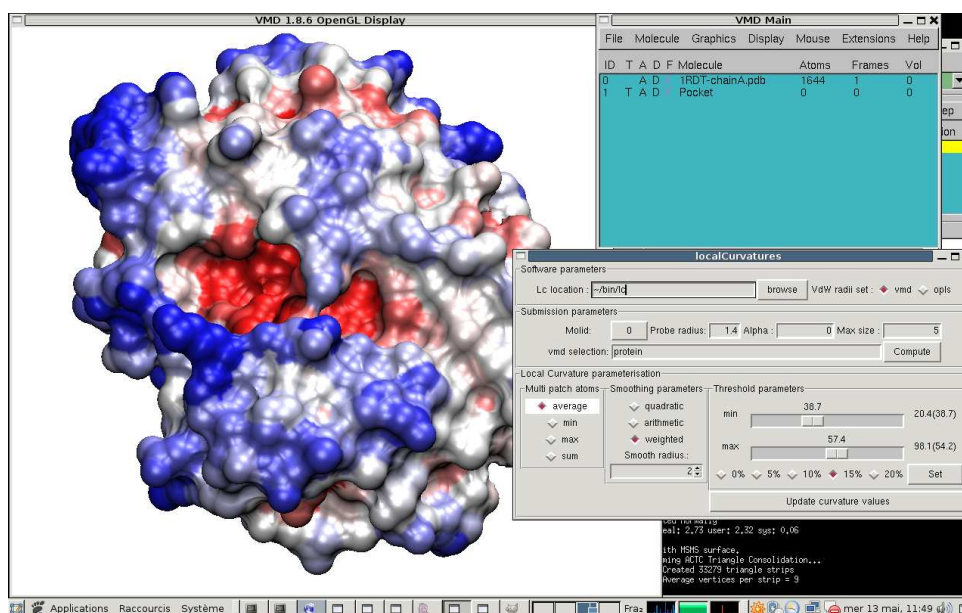 VMD 1.8.6 OpenGL Display
VMD Main
File Molecule Graphics Display Mouse Extensions Help
ID T A D F Molecule Atoms Frames Vol
0 A D 1RDT-chainA.pdb 1644 1 0
1 T A D Pocket 0 0 0
ep
ion
localCurvatures
Software parameters
Lc location : ~/bin/lc browse VdW radii set : vmd opls
Submission parameters
Molid: 0 Probe radius: 1.4 Alpha : 0 Max size : 5
vmd selection: protein Compute
Local Curvature parameterisation
Multi patch atoms Smoothing parameters Threshold parameters
average quadratic min 38.7 20.4(38.7)
min arithmetic
max weighted max 57.4 98.1(54.2)
sum Smooth radius.:
2 0% 5% 10% 15% 20% Set
Update curvature values
eal: 2.73 user: 2.32 sys: 0.06
ith MSMS surface.
ming ACTC Triangle Consolidation...
Created 33279 triangle strips
Average vertices per strip = 9
Applications Raccourcis Système Fra₂ mer 13 mai, 11:49